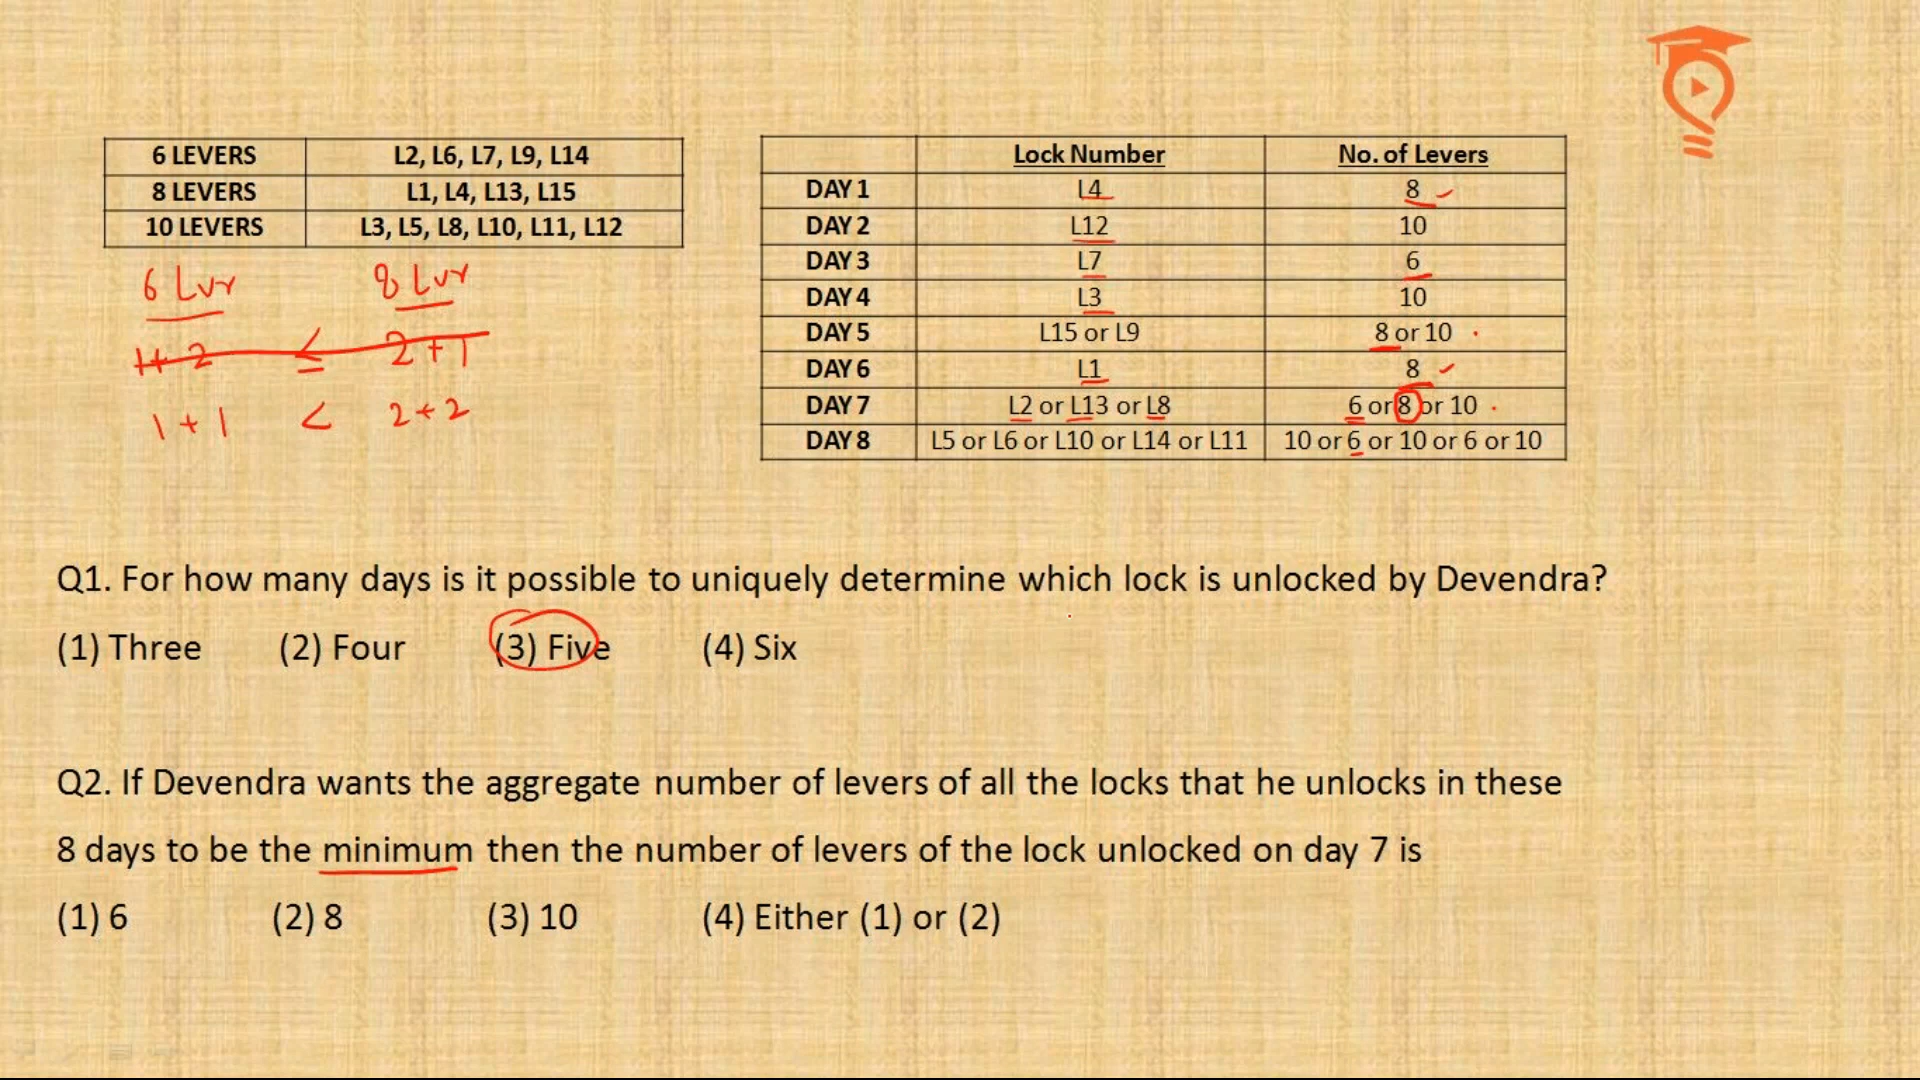 6 LEVERS L2, L6, L7, L9, L14
8 LEVERS L1, L4, L13, L15
10 LEVERS L3, L5, L8, L10, L11, L12
6 Lvr 8 Lvr
1+ 2 ≤ 2 + 1
1 + 1 < 2 + 2
Lock Number No. of Levers
DAY 1 L4 8
DAY 2 L12 10
DAY 3 L7 6
DAY 4 L3 10
DAY 5 L15 or L9 8 or 10
DAY 6 L1 8
DAY 7 L2 or L13 or L8 6 or 8 or 10
DAY 8 L5 or L6 or L10 or L14 or L11 10 or 6 or 10 or 6 or 10
Q1. For how many days is it possible to uniquely determine which lock is unlocked by Devendra?
(1) Three (2) Four (3) Five (4) Six
Q2. If Devendra wants the aggregate number of levers of all the locks that he unlocks in these
8 days to be the minimum then the number of levers of the lock unlocked on day 7 is
(1) 6 (2) 8 (3) 10 (4) Either (1) or (2)